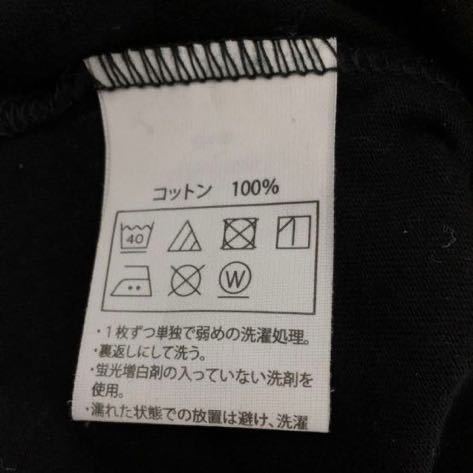 コットン 100%
40
W
・1枚ずつ単独で弱めの洗濯処理。
・裏返しにして洗う。
・蛍光増白剤の入っていない洗剤を
使用。
・濡れた状態での放置は避け、洗濯